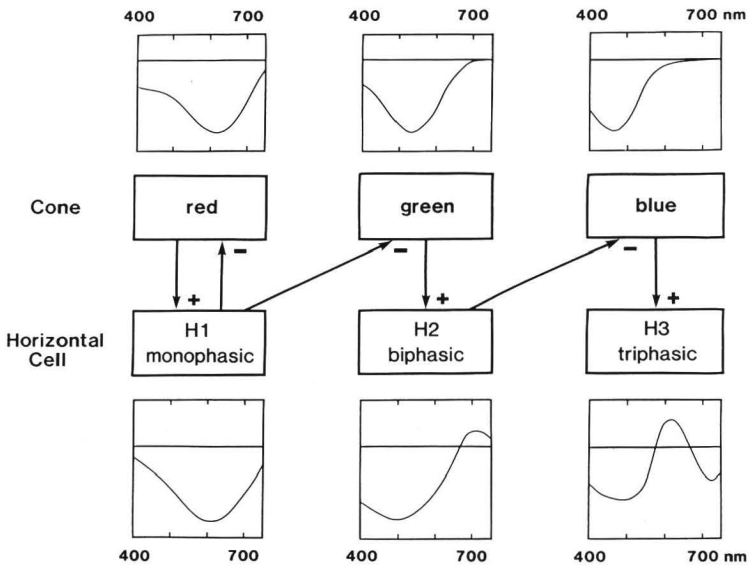 400 700 400 700 400 700 nm
Cone red green blue
− − −
+ + +
Horizontal Cell
H1 monophasic
H2 biphasic
H3 triphasic
400 700 400 700 400 700 nm